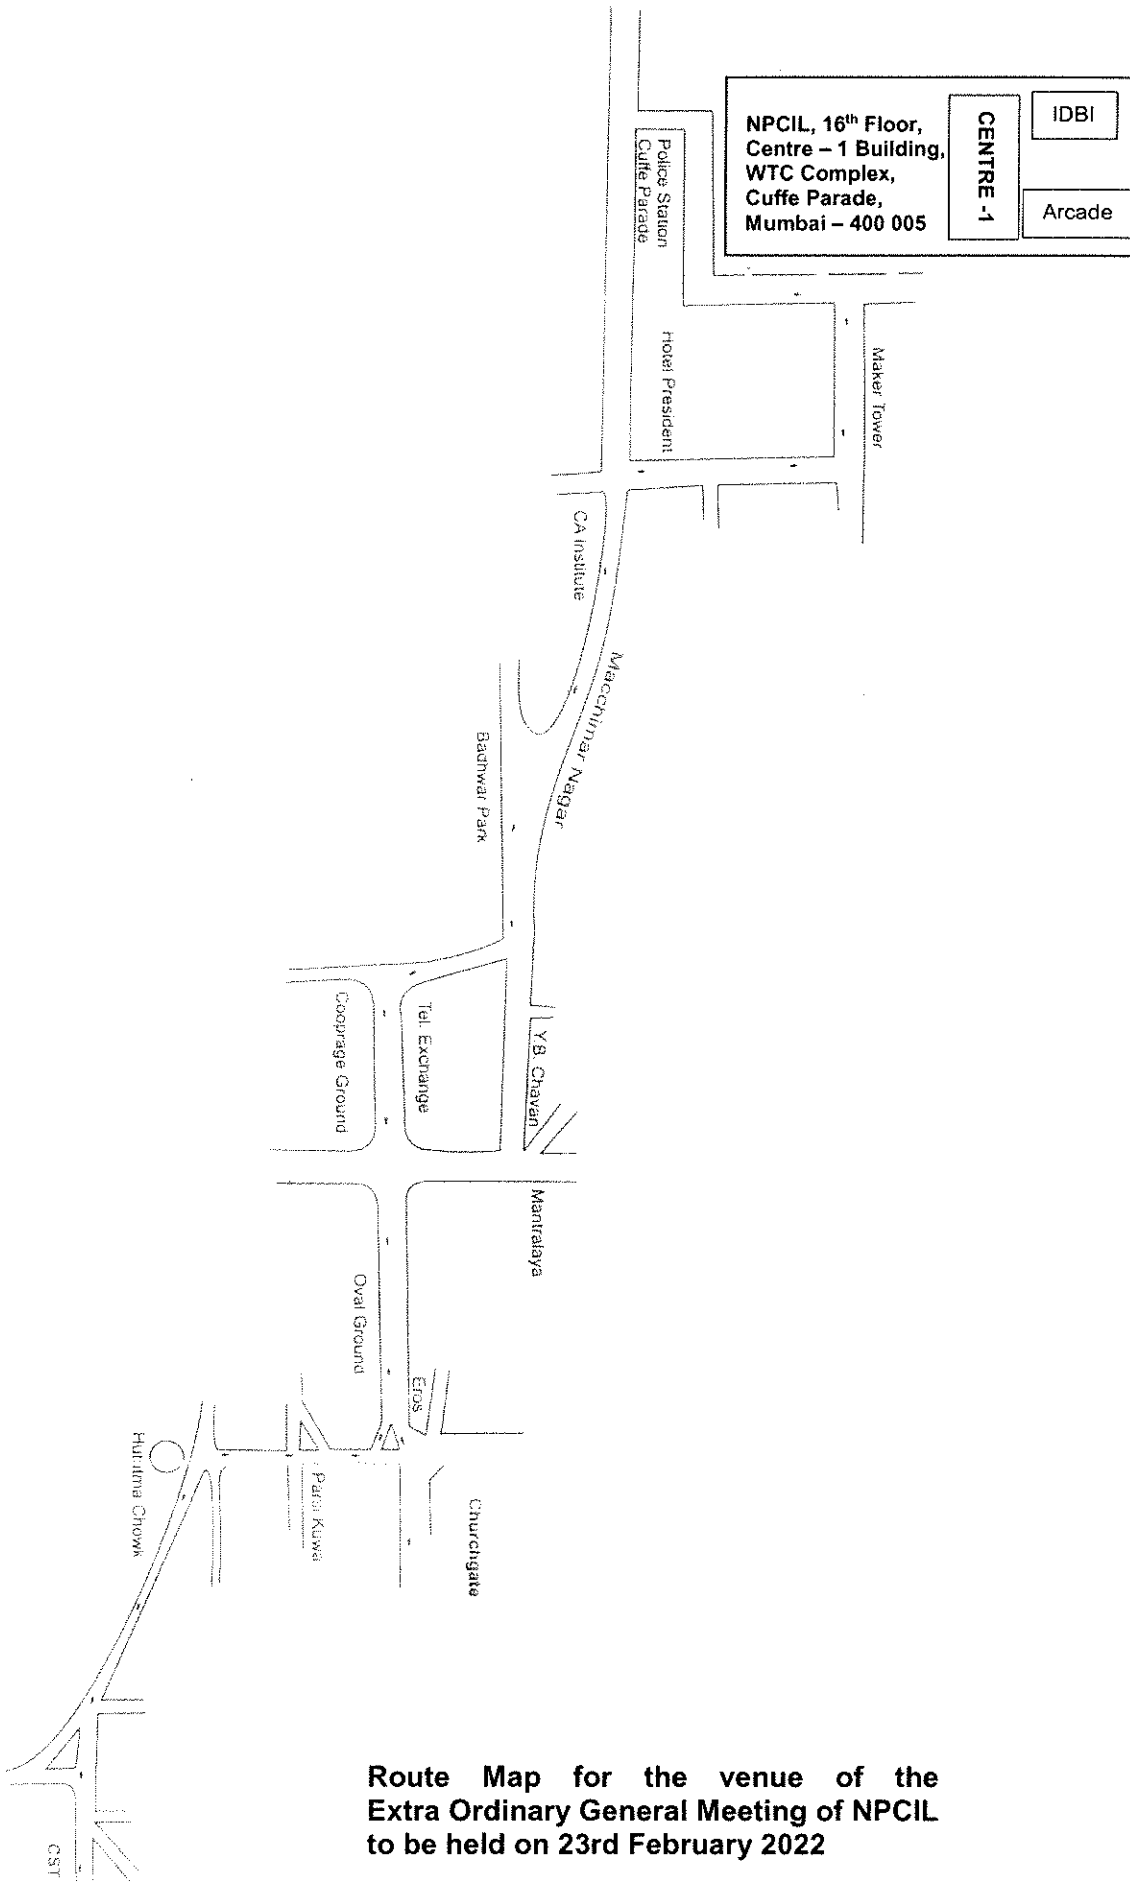 NPCIL, 16th Floor,
Centre – 1 Building,
WTC Complex,
Cuffe Parade,
Mumbai – 400 005
CENTRE -1
IDBI
Arcade
Police Station
Cuffe Parade
Hotel President
Maker Tower
CA Institute
Macchimar Nagar
Badhwar Park
Cooprage Ground
Tel. Exchange
Y.B. Chavan
Mantralaya
Oval Ground
Eros
Churchgate
Parsi Kuwa
Chowk
CST
Route Map for the venue of the
Extra Ordinary General Meeting of NPCIL
to be held on 23rd February 2022